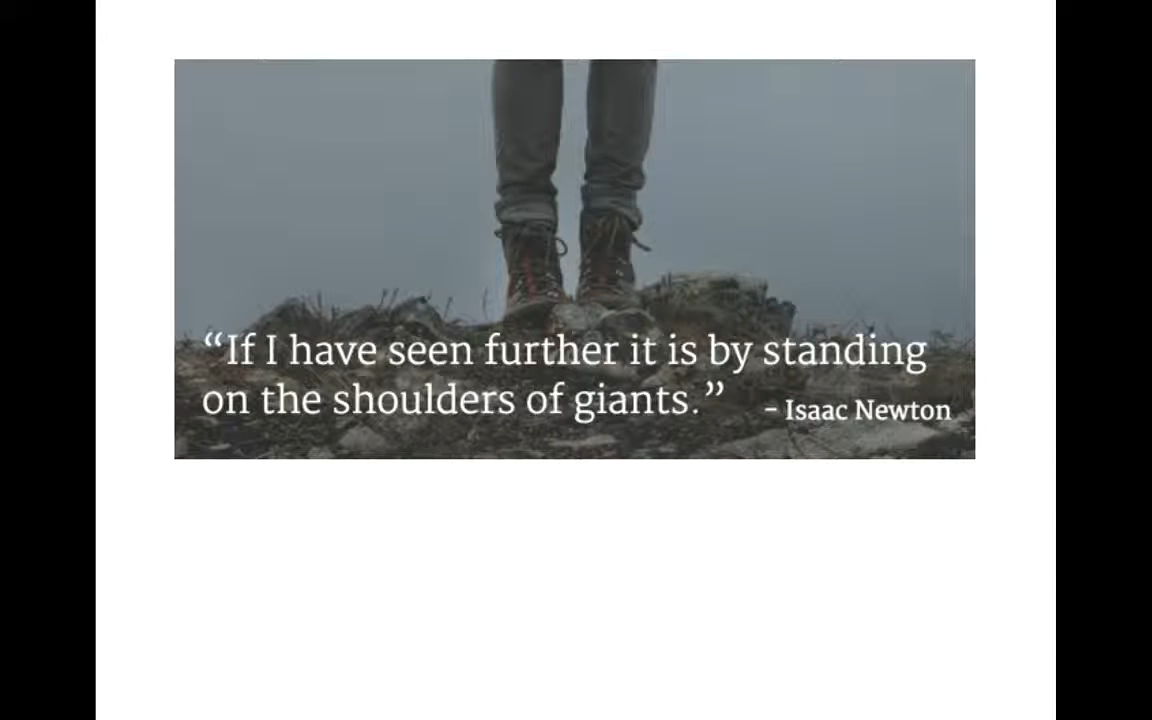 “If I have seen further it is by standing
on the shoulders of giants.”
- Isaac Newton